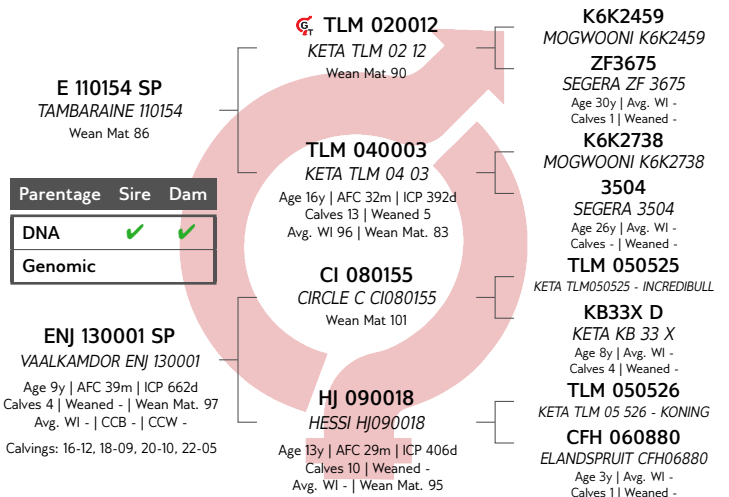 E 110154 SP
TAMBARAINE 110154
Wean Mat 86
Parentage Sire Dam
DNA ✔ ✔
Genomic
ENJ 130001 SP
VAALKAMDOR ENJ 130001
Age 9y | AFC 39m | ICP 662d
Calves 4 | Weaned - | Wean Mat. 97
Avg. WI - | CCB - | CCW -
Calvings: 16-12, 18-09, 20-10, 22-05
GT TLM 020012
KETA TLM 02 12
Wean Mat 90
TLM 040003
KETA TLM 04 03
Age 16y | AFC 32m | ICP 392d
Calves 13 | Weaned 5
Avg. WI 96 | Wean Mat. 83
CI 080155
CIRCLE C CI080155
Wean Mat 101
HJ 090018
HESSI HJ090018
Age 13y | AFC 29m | ICP 406d
Calves 10 | Weaned -
Avg. WI - | Wean Mat. 95
K6K2459
MOGWOONI K6K2459
ZF3675
SEGERA ZF 3675
Age 30y | Avg. WI -
Calves 1 | Weaned -
K6K2738
MOGWOONI K6K2738
3504
SEGERA 3504
Age 26y | Avg. WI -
Calves - | Weaned -
TLM 050525
KETA TLM050525 - INCREDIBULL
KB33X D
KETA KB 33 X
Age 8y | Avg. WI -
Calves 4 | Weaned -
TLM 050526
KETA TLM 05 526 - KONING
CFH 060880
ELANDSPRUIT CFH06880
Age 3y | Avg. WI -
Calves 1 | Weaned -